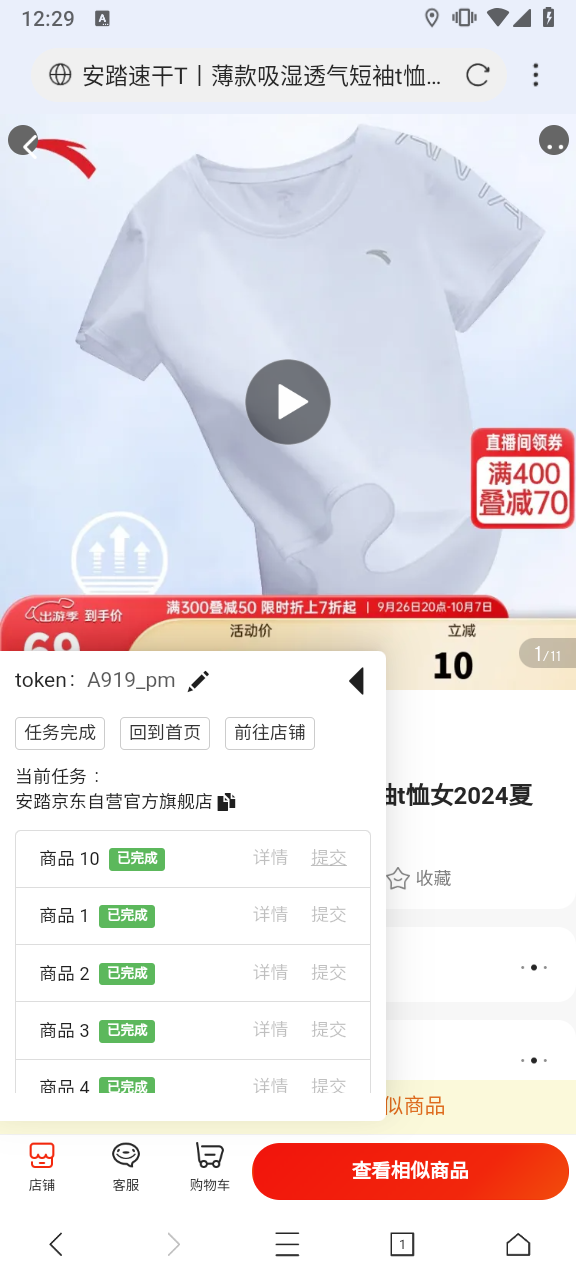 12:29
A
安踏速干T丨薄款吸湿透气短袖t恤...
ANTA
直播间领券
满400
叠减70
出游季 到手价
满300叠减50 限时折上7折起 | 9月26日20点-10月7日
69
活动价
立减
10
1/11
token: A919_pm
任务完成
回到首页
前往店铺
当前任务：
安踏京东自营官方旗舰店
t恤女2024夏
商品 10 已完成 详情 提交
收藏
商品 1 已完成 详情 提交
商品 2 已完成 详情 提交
商品 3 已完成 详情 提交
商品 4 已完成 详情 提交
似商品
店铺
客服
购物车
查看相似商品
1